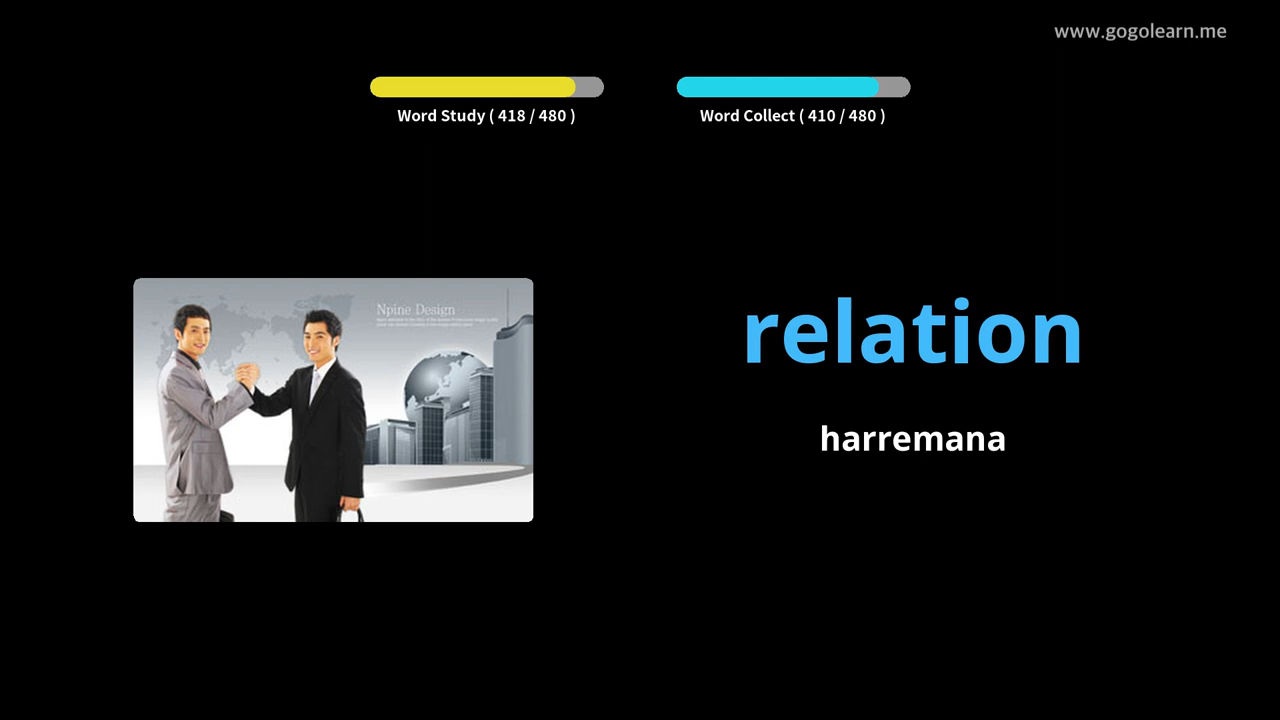 www.gogolearn.me
Word Study ( 418 / 480 )
Word Collect ( 410 / 480 )
Npine Design
relation
harremana